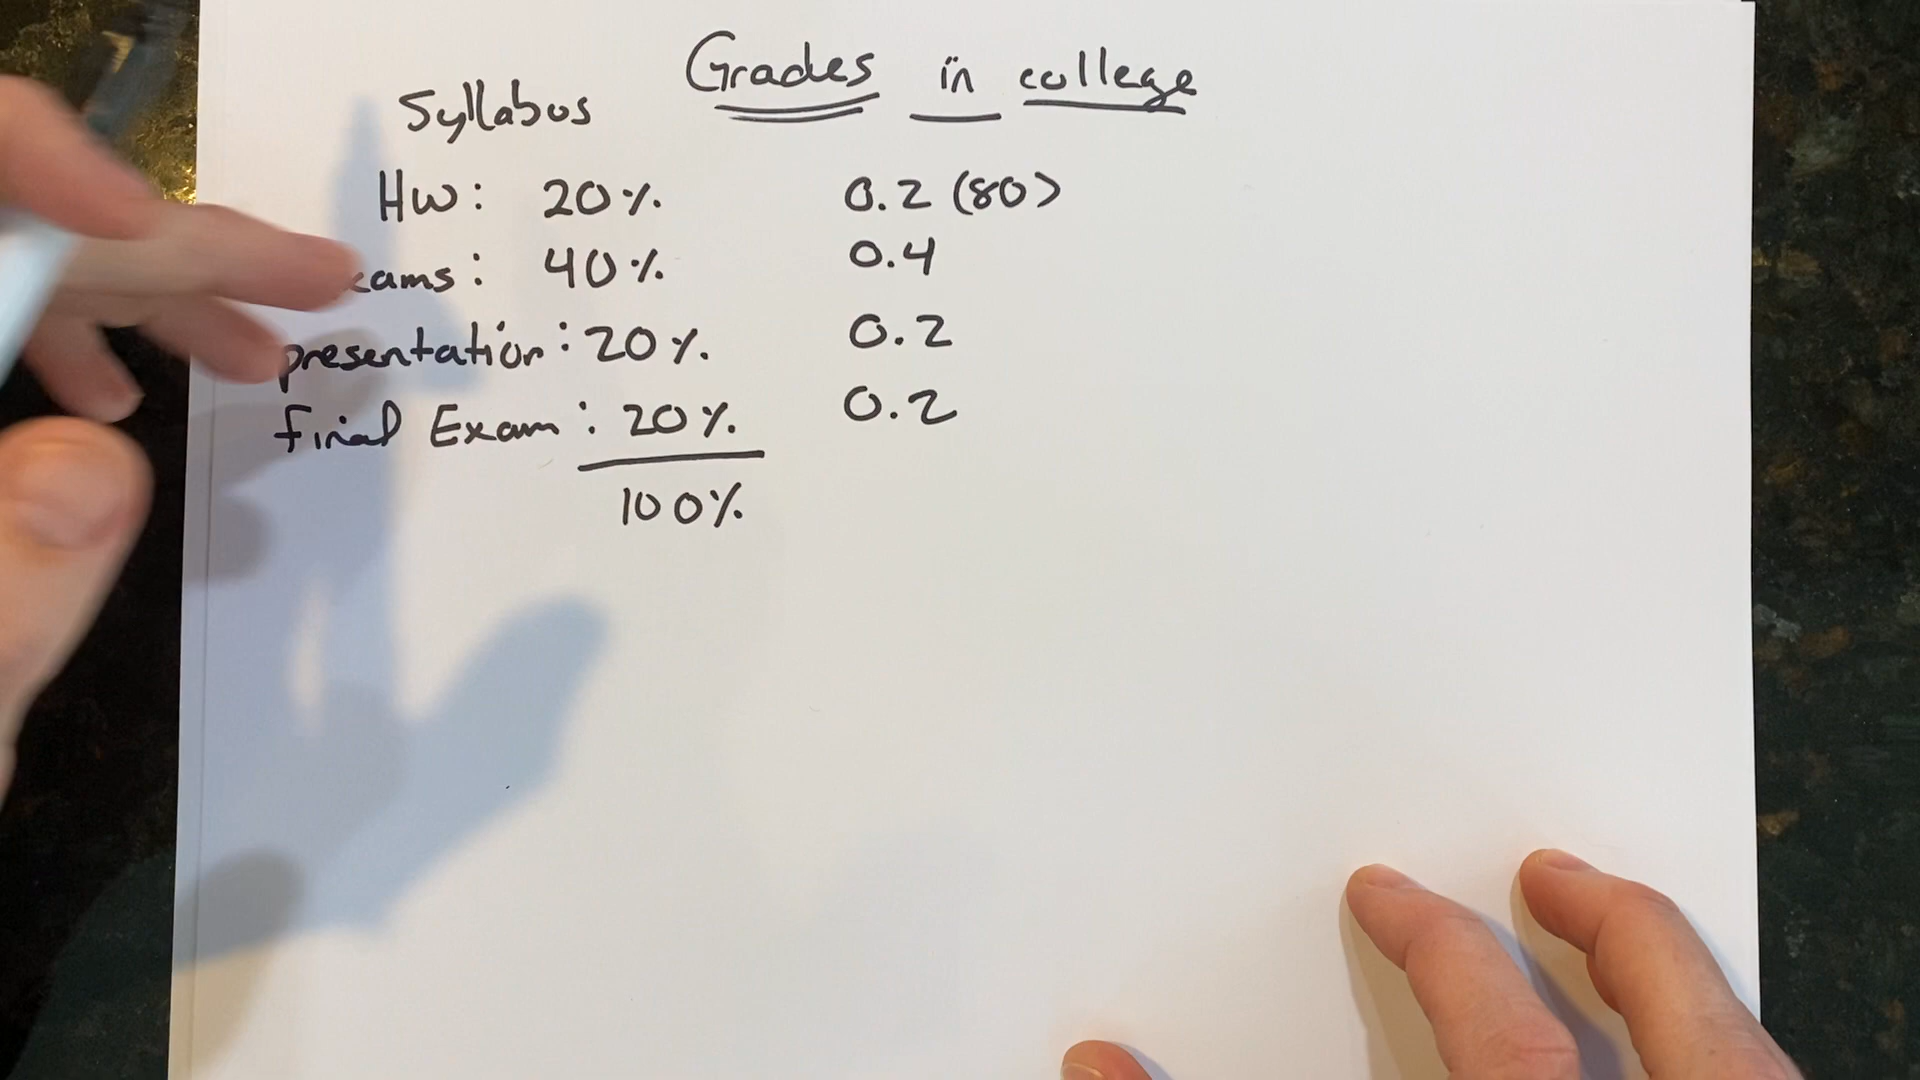 Grades in college
Syllabus
Hw: 20% 0.2 (80)
40% 0.4
presentation: 20% 0.2
final Exam: 20% 0.2
100%